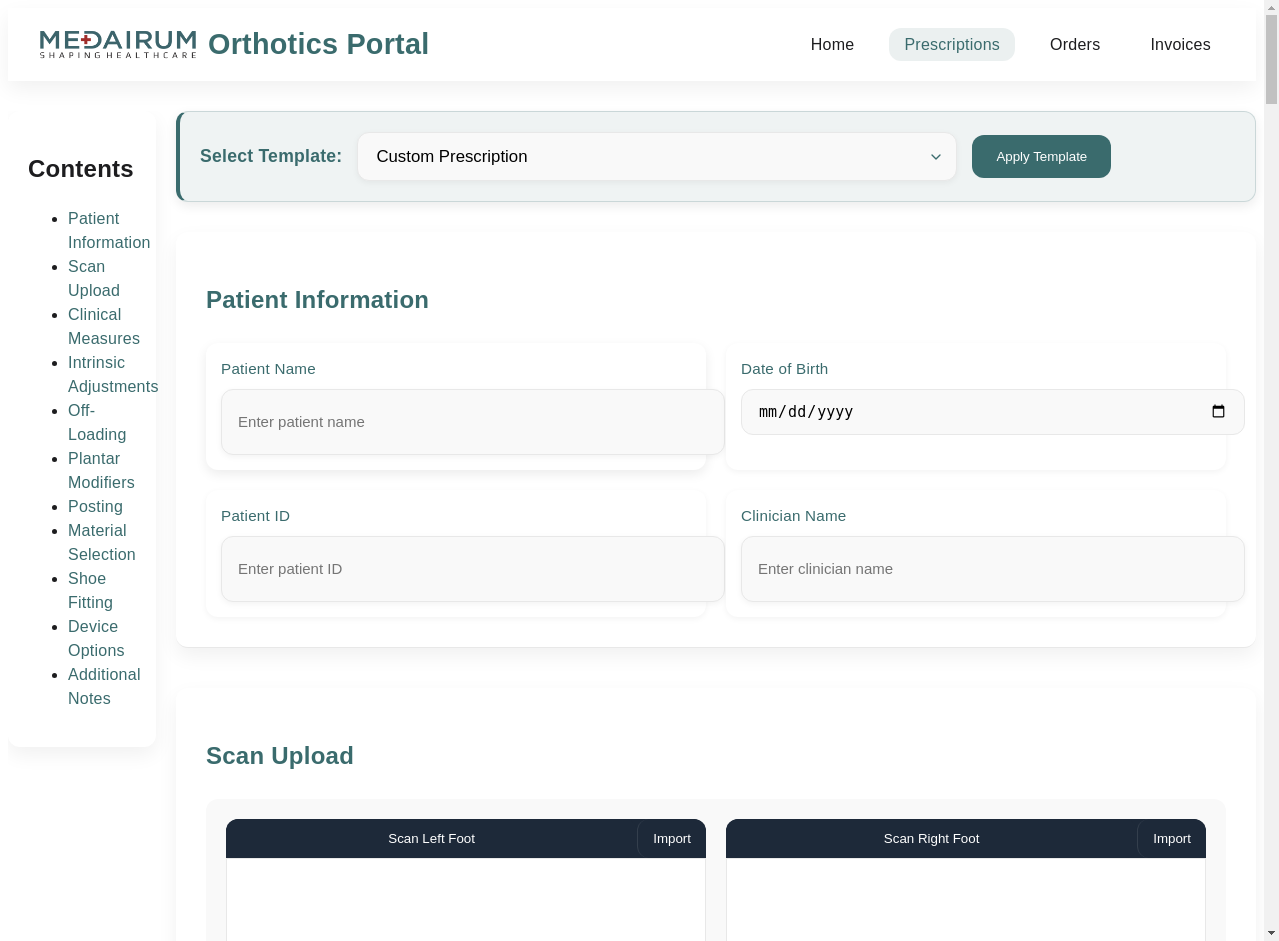 MEDAIRUM
SHAPING HEALTHCARE
Orthotics Portal
Home
Prescriptions
Orders
Invoices
Contents
Patient
Information
Scan
Upload
Clinical
Measures
Intrinsic
Adjustments
Off-
Loading
Plantar
Modifiers
Posting
Material
Selection
Shoe
Fitting
Device
Options
Additional
Notes
Select Template:
Custom Prescription
Apply Template
Patient Information
Patient Name
Enter patient name
Date of Birth
mm/dd/yyyy
Patient ID
Enter patient ID
Clinician Name
Enter clinician name
Scan Upload
Scan Left Foot
Import
Scan Right Foot
Import